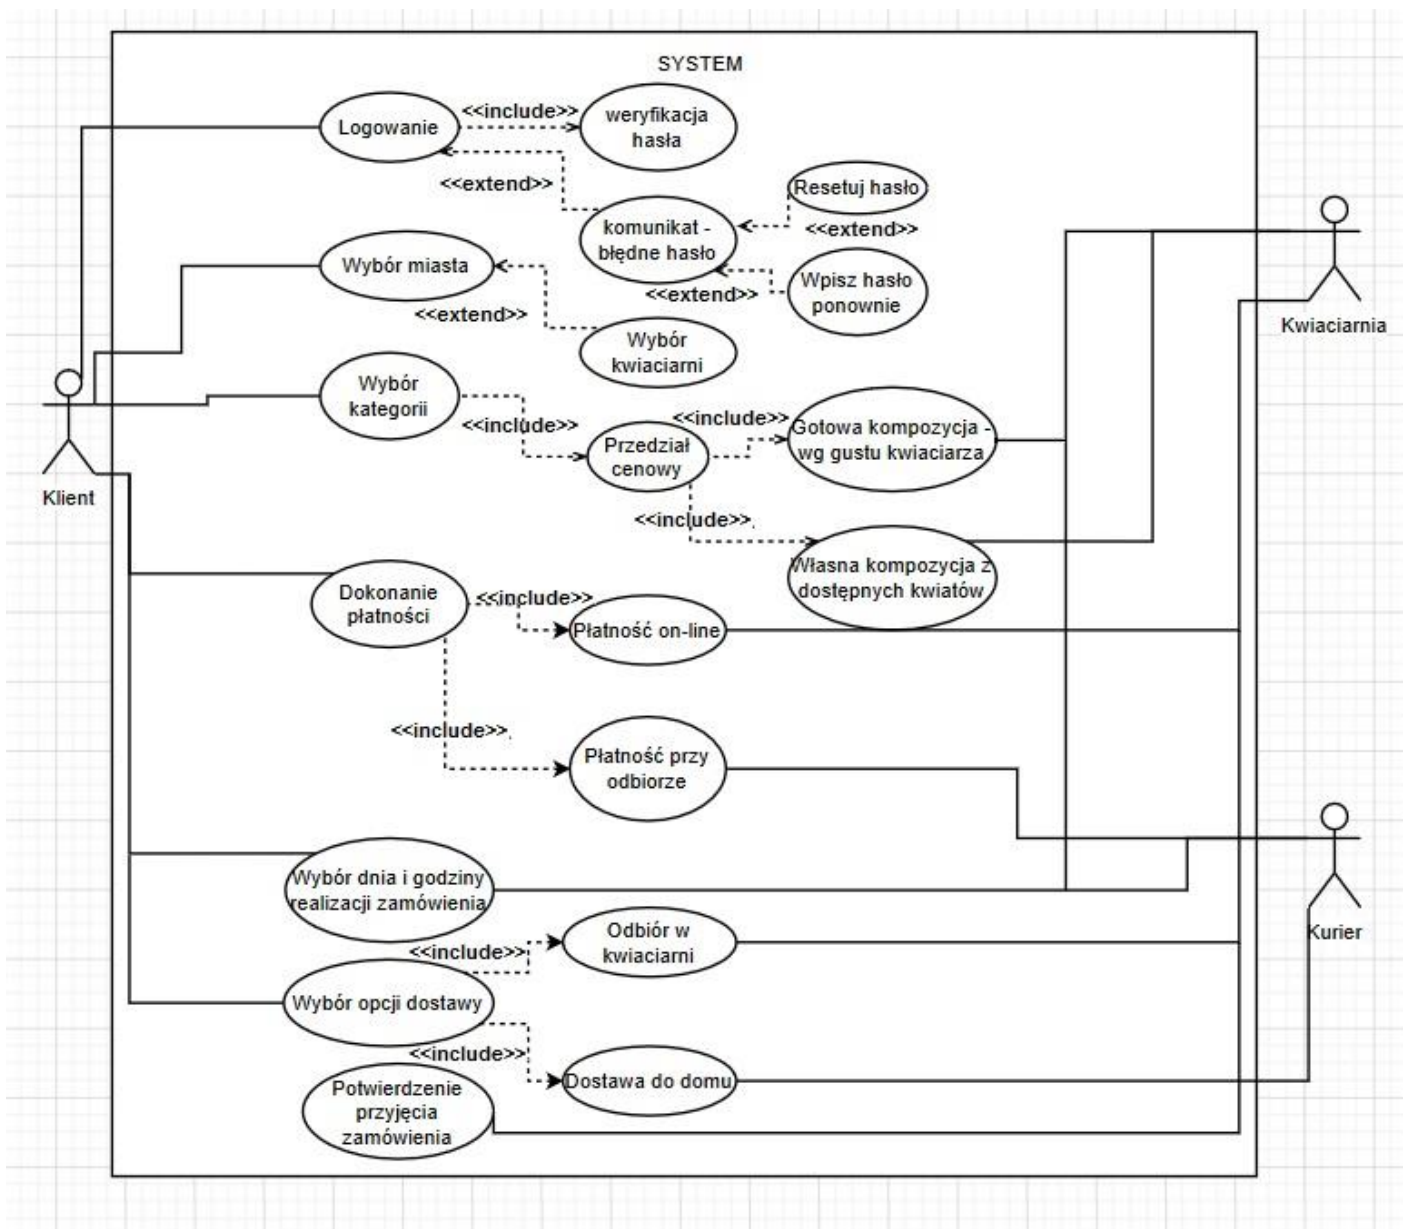 SYSTEM
Logowanie
<<include>>
weryfikacja
hasła
<<extend>>
Resetuj hasło
komunikat -
błędne hasło
<<extend>>
Wybór miasta
Wpisz hasło
ponownie
<<extend>>
<<extend>>
Wybór
kwiaciarni
Kwiaciarnia
Wybór
kategorii
<<include>>
Przedział
cenowy
<<include>>
Gotowa kompozycja -
wg gustu kwiaciarza
Klient
<<include>>
Własna kompozycja z
dostępnych kwiatów
Dokonanie
płatności
<<include>>
Płatność on-line
<<include>>
Płatność przy
odbiorze
Wybór dnia i godziny
realizacji zamówienia
Kurier
<<include>>
Odbiór w
kwiaciarni
Wybór opcji dostawy
<<include>>
Dostawa do domu
Potwierdzenie
przyjęcia
zamówienia